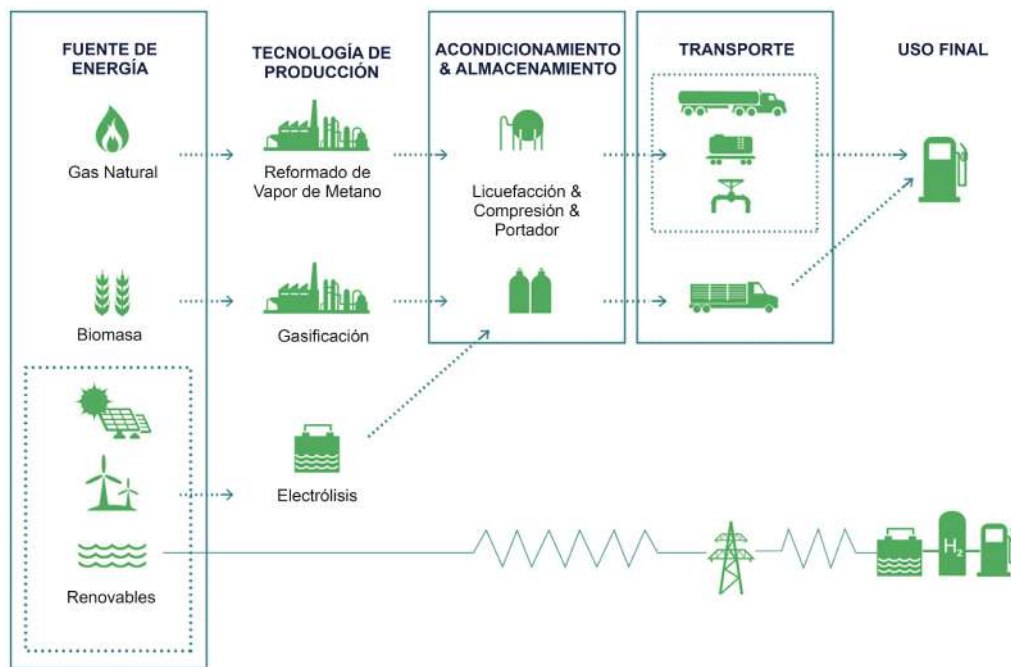 FUENTE DE
ENERGÍA
TECNOLOGÍA DE
PRODUCCIÓN
ACONDICIONAMIENTO
& ALMACENAMIENTO
TRANSPORTE
USO FINAL
Gas Natural
Reformado de
Vapor de Metano
Licuefacción &
Compresión &
Portador
Biomasa
Gasificación
Electrólisis
Renovables
H₂